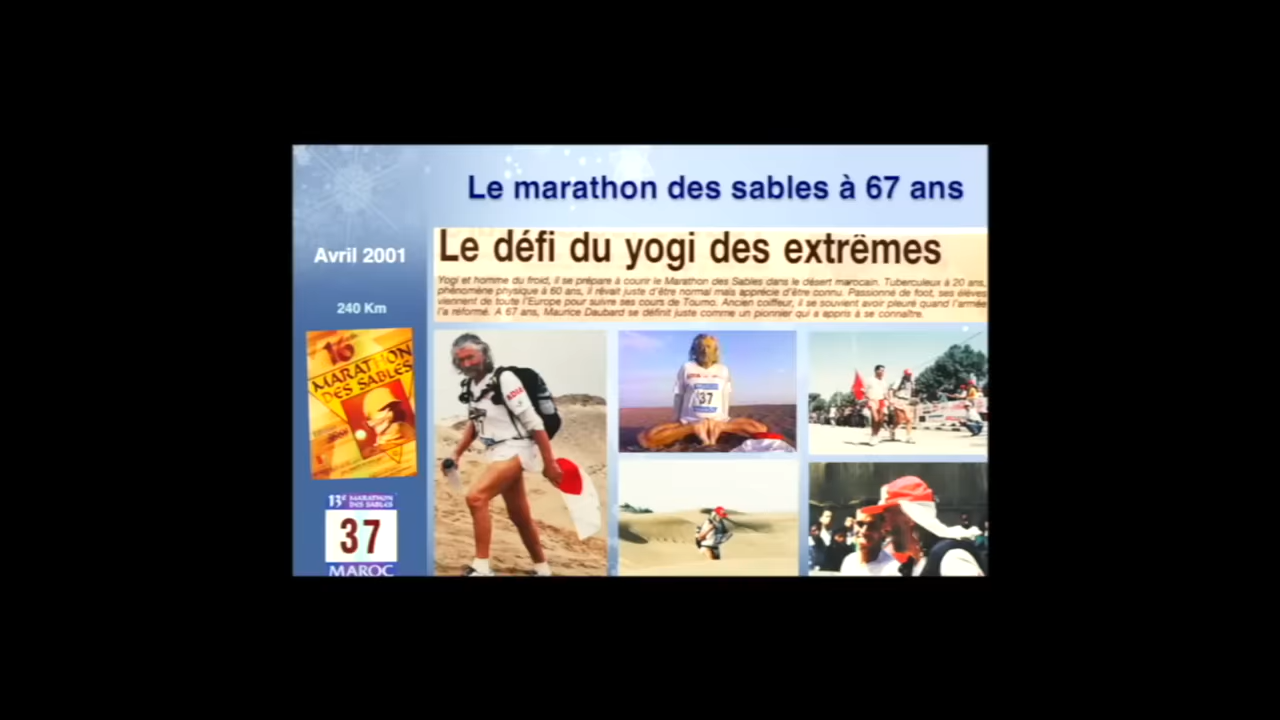 Le marathon des sables à 67 ans
Avril 2001
240 Km
Le défi du yogi des extrêmes
Yogi et homme du froid, il se prépare à courir le Marathon des Sables dans le désert marocain. Tuberculeux à 20 ans,
phénomène physique à 60 ans, il rêvait juste d'être normal mais apprécie d'être connu. Passionné de foot, ses élèves
viennent de toute l'Europe pour suivre ses cours de Toumo. Ancien coiffeur, il se souvient avoir pleuré quand l'armée
l'a réformé. A 67 ans, Maurice Daubard se définit juste comme un pionnier qui a appris à se connaître.
16
MARATHON
DES SABLES
13e MARATHON
DES SABLES
37
MAROC
37